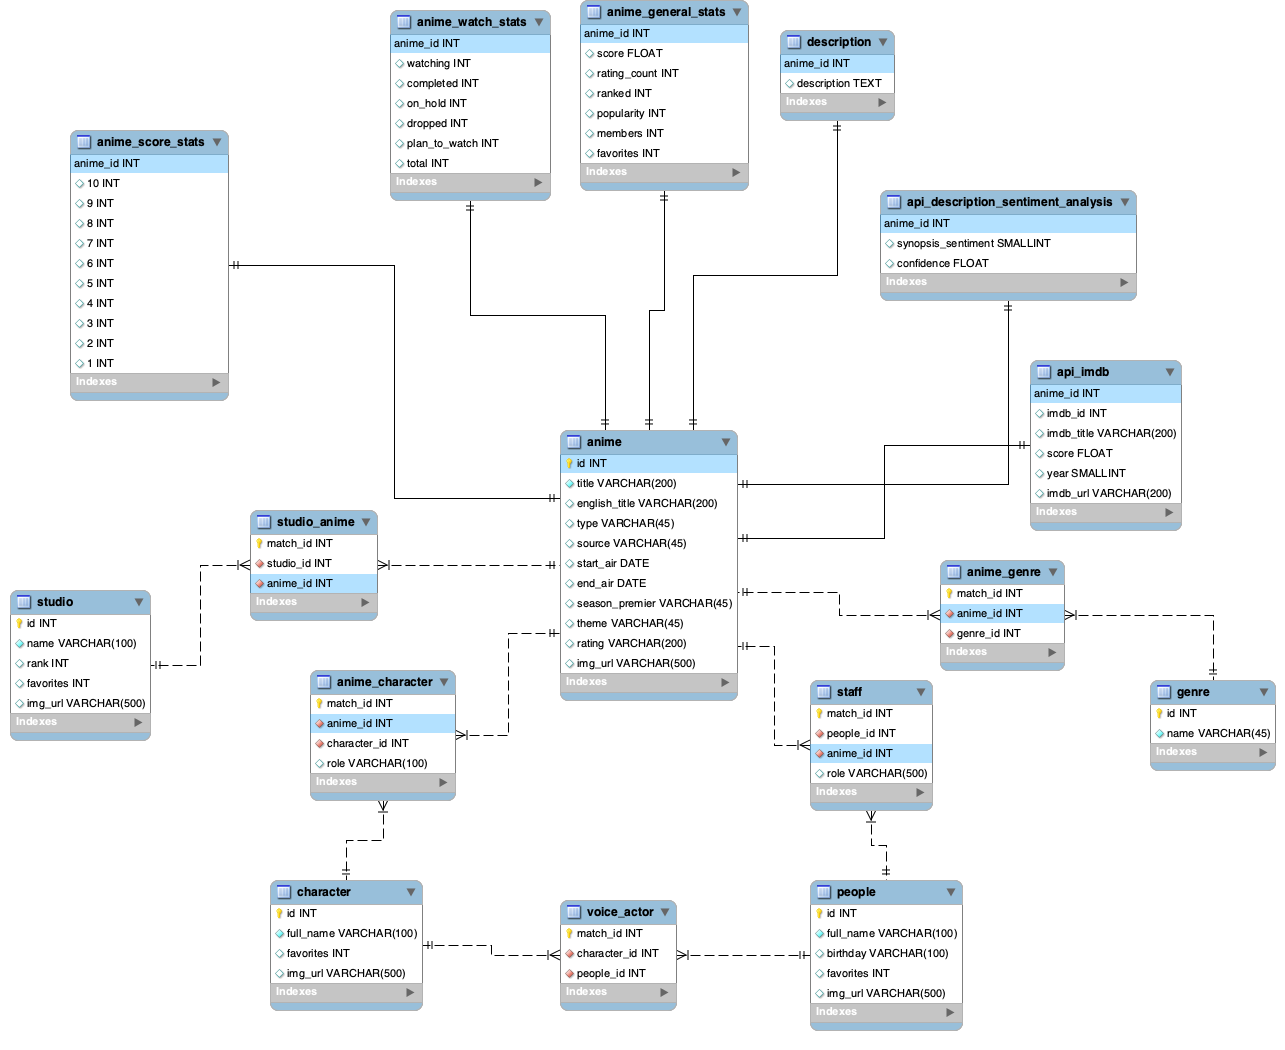 anime_watch_stats
anime_id INT
watching INT
completed INT
on_hold INT
dropped INT
plan_to_watch INT
total INT
Indexes
anime_general_stats
anime_id INT
score FLOAT
rating_count INT
ranked INT
popularity INT
members INT
favorites INT
Indexes
description
anime_id INT
description TEXT
Indexes
anime_score_stats
anime_id INT
10 INT
9 INT
8 INT
7 INT
6 INT
5 INT
4 INT
3 INT
2 INT
1 INT
Indexes
api_description_sentiment_analysis
anime_id INT
synopsis_sentiment SMALLINT
confidence FLOAT
Indexes
api_imdb
anime_id INT
imdb_id INT
imdb_title VARCHAR(200)
score FLOAT
year SMALLINT
imdb_url VARCHAR(200)
Indexes
anime
id INT
title VARCHAR(200)
english_title VARCHAR(200)
type VARCHAR(45)
source VARCHAR(45)
start_air DATE
end_air DATE
season_premier VARCHAR(45)
theme VARCHAR(45)
rating VARCHAR(200)
img_url VARCHAR(500)
Indexes
studio_anime
match_id INT
studio_id INT
anime_id INT
Indexes
studio
id INT
name VARCHAR(100)
rank INT
favorites INT
img_url VARCHAR(500)
Indexes
anime_genre
match_id INT
anime_id INT
genre_id INT
Indexes
anime_character
match_id INT
anime_id INT
character_id INT
role VARCHAR(100)
Indexes
staff
match_id INT
people_id INT
anime_id INT
role VARCHAR(500)
Indexes
genre
id INT
name VARCHAR(45)
Indexes
character
id INT
full_name VARCHAR(100)
favorites INT
img_url VARCHAR(500)
Indexes
voice_actor
match_id INT
character_id INT
people_id INT
Indexes
people
id INT
full_name VARCHAR(100)
birthday VARCHAR(100)
favorites INT
img_url VARCHAR(500)
Indexes